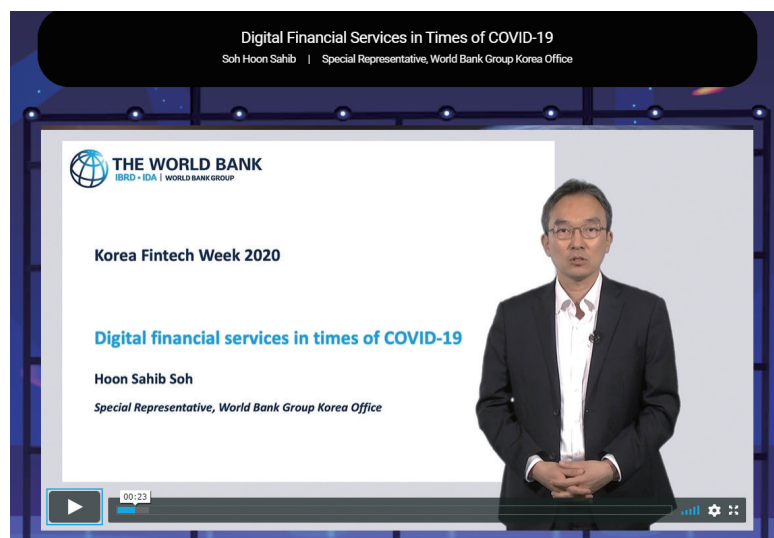 Digital Financial Services in Times of COVID-19
Soh Hoon Sahib | Special Representative, World Bank Group Korea Office
THE WORLD BANK
IBRD • IDA | WORLD BANK GROUP
Korea Fintech Week 2020
Digital financial services in times of COVID-19
Hoon Sahib Soh
Special Representative, World Bank Group Korea Office
00:23